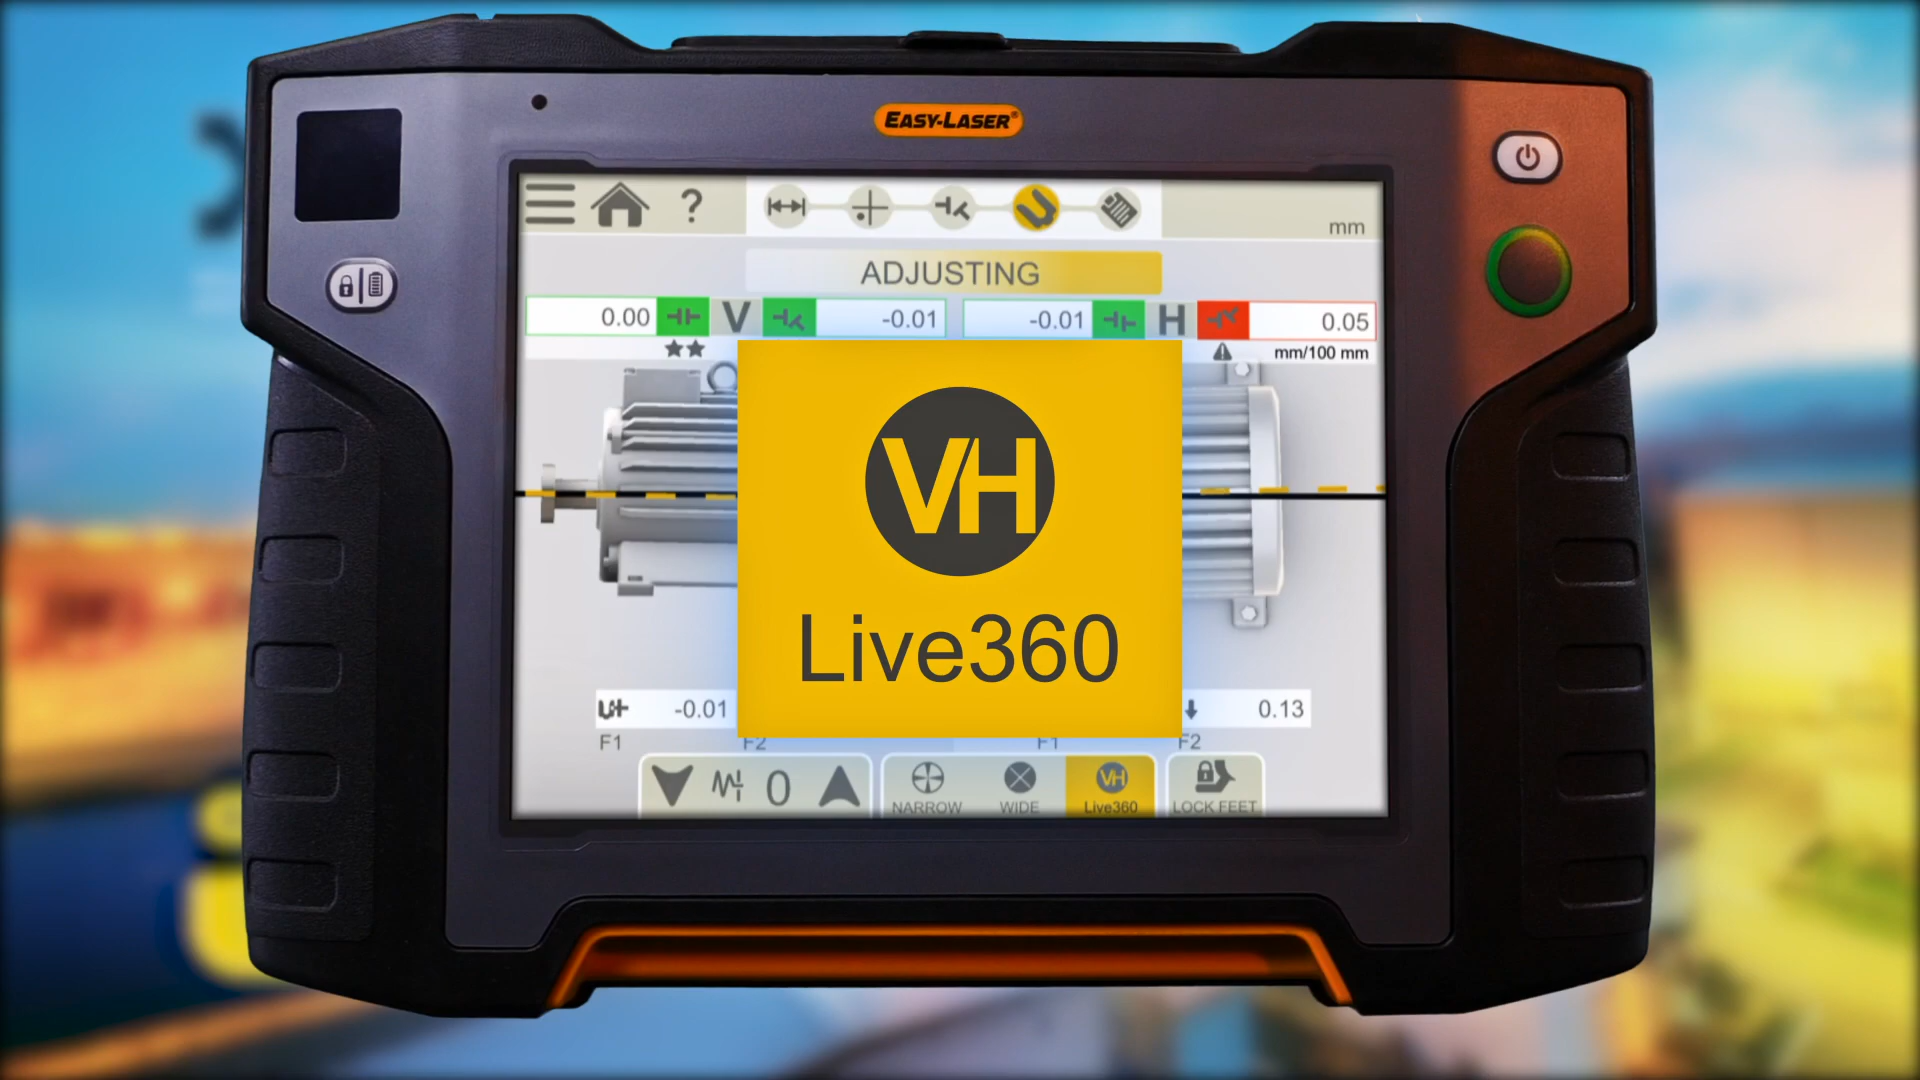 EASY-LASER®
?
mm
ADJUSTING
0.00 V -0.01 -0.01 H 0.05
mm/100 mm
VH
Live360
-0.01 0.13
F1 F2 F1 F2
0
NARROW WIDE VH Live360 LOCK FEET